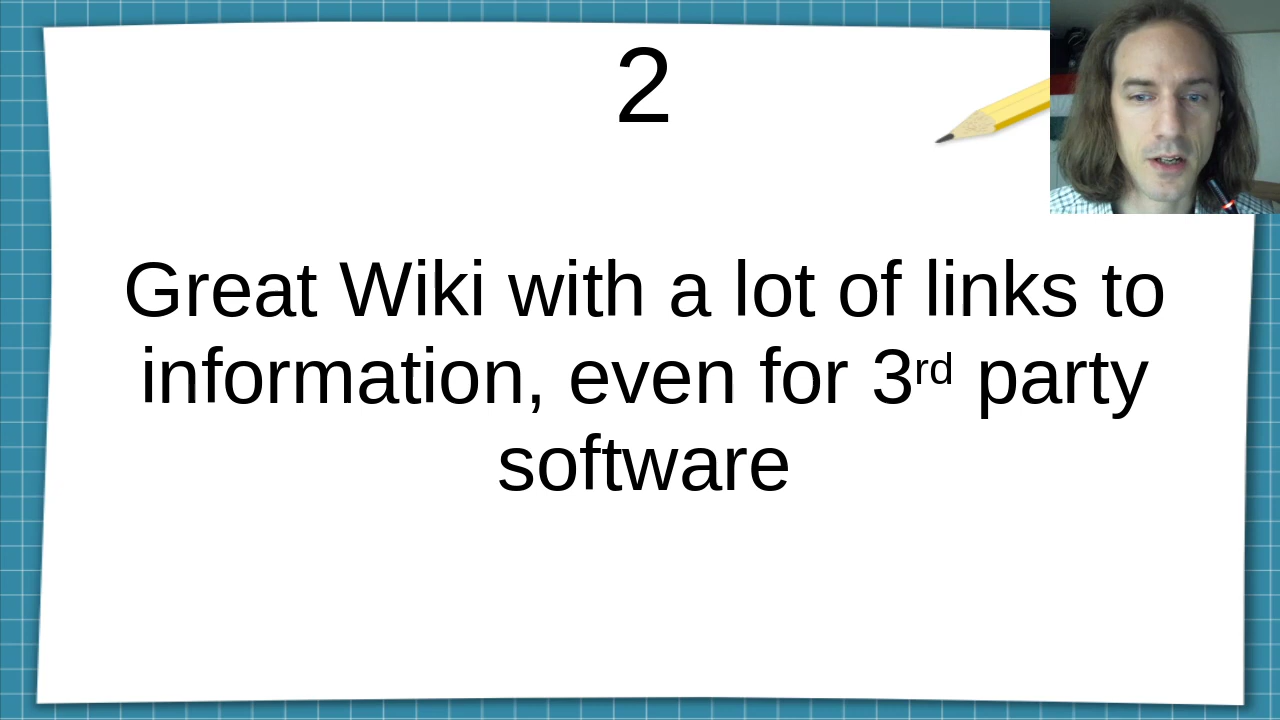 2
Great Wiki with a lot of links to
information, even for 3rd party
software